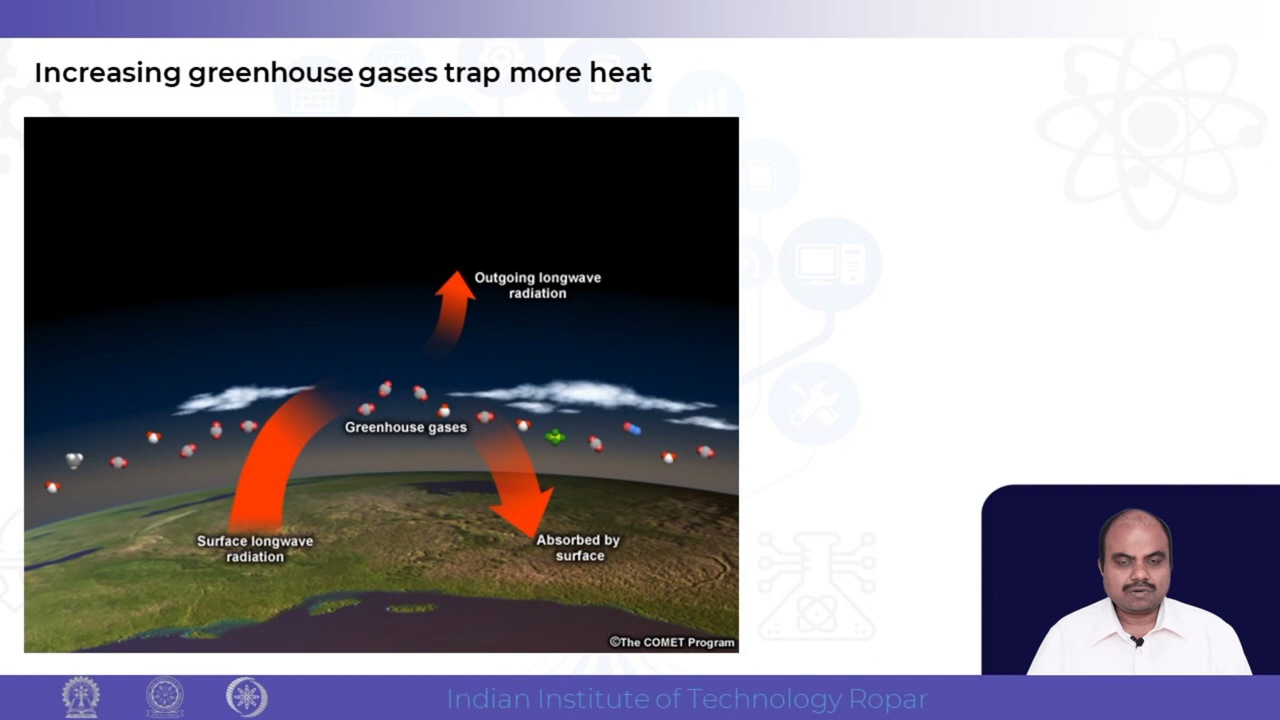 Increasing greenhouse gases trap more heat
Outgoing longwave
radiation
Greenhouse gases
Surface longwave
radiation
Absorbed by
surface
©The COMET Program
Indian Institute of Technology Ropar